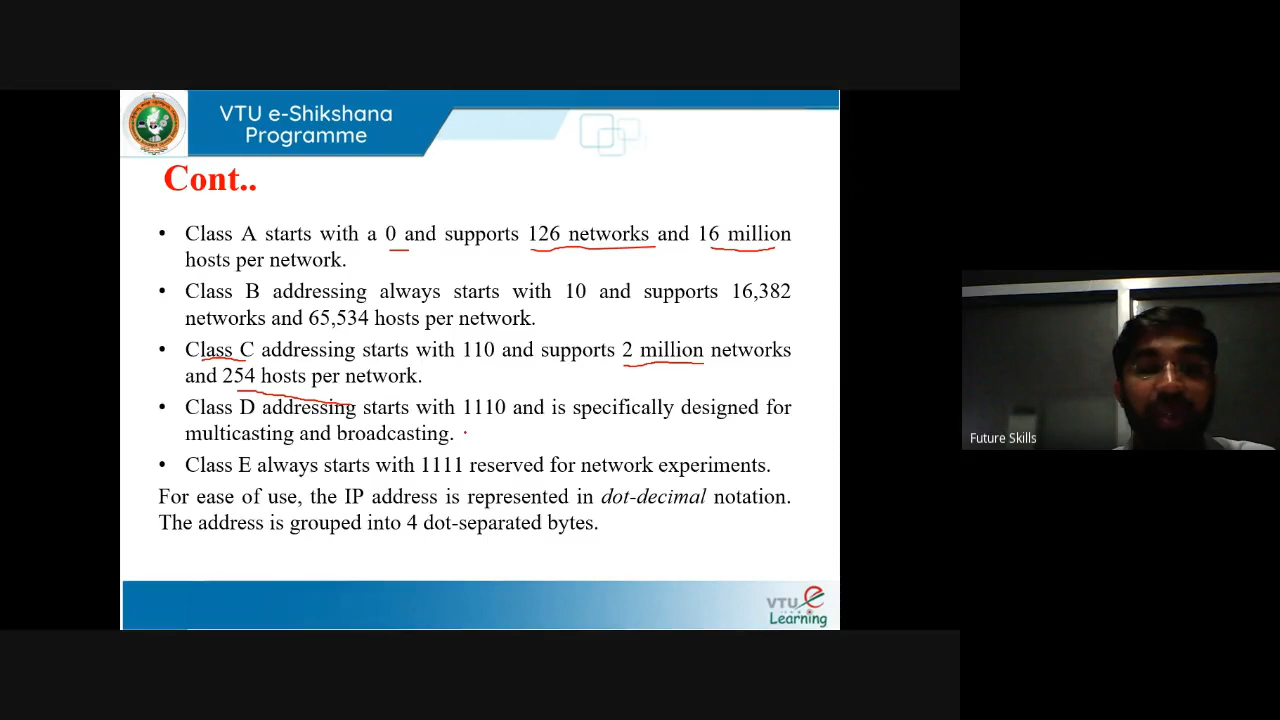 VTU e-Shikshana
Programme
Cont..
• Class A starts with a 0 and supports 126 networks and 16 million
hosts per network.
• Class B addressing always starts with 10 and supports 16,382
networks and 65,534 hosts per network.
• Class C addressing starts with 110 and supports 2 million networks
and 254 hosts per network.
• Class D addressing starts with 1110 and is specifically designed for
multicasting and broadcasting.
• Class E always starts with 1111 reserved for network experiments.
For ease of use, the IP address is represented in dot-decimal notation.
The address is grouped into 4 dot-separated bytes.
VTU e
Learning
Future Skills